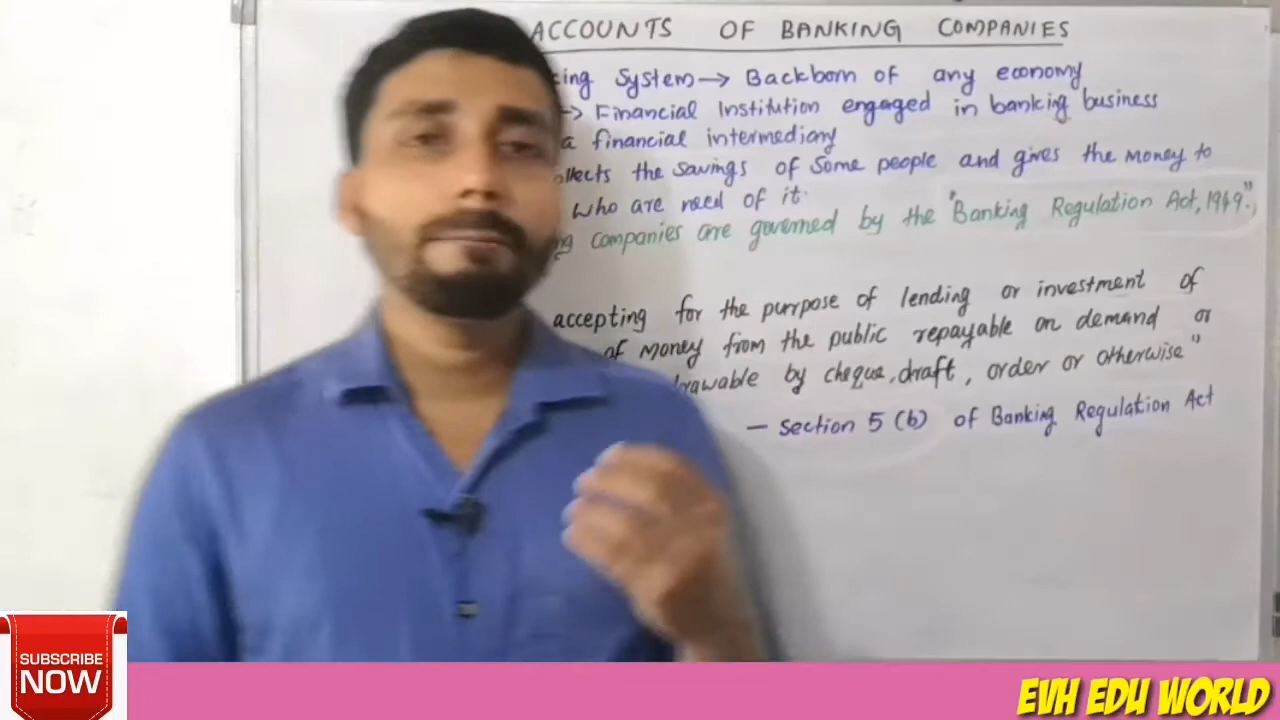 ACCOUNTS OF BANKING COMPANIES
System → Backborn of any economy
→ Financial Institution engaged in banking business
a financial intermediary
the savings of some people and gives the money to
who are need of it.
companies are governed by the "Banking Regulation Act, 1949".
accepting for the purpose of lending or investment of
of money from the public repayable on demand or
by cheque, draft, order or otherwise"
— Section 5 (b) of Banking Regulation Act
SUBSCRIBE
NOW
EVH EDU WORLD